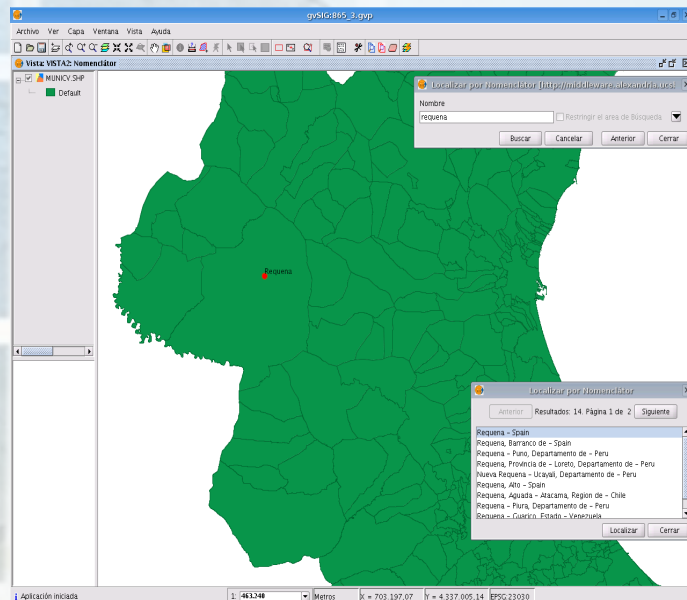 gvSIG:865_3.gvp
Archivo Ver Capa Ventana Vista Ayuda
Vista: VISTA2: Nomenclátor
MUNICV.SHP
Default
Localizar por Nomenclátor [http://middleware.alexandria.ucs.
Nombre
requena
Restringir el area de Búsqueda
Buscar Cancelar Anterior Cerrar
Requena
Localizar por Nomenclátor
Anterior Resultados: 14. Página 1 de 2 Siguiente
Requena - Spain
Requena, Barranco de - Spain
Requena - Puno, Departamento de - Peru
Requena, Provincia de - Loreto, Departamento de - Peru
Nueva Requena - Ucayali, Departamento de - Peru
Requena, Alto - Spain
Requena, Aguada - Atacama, Region de - Chile
Requena - Piura, Departamento de - Peru
Requena - Guarico, Estado - Venezuela
Localizar Cerrar
Aplicación iniciada 1: 463.240 Metros X = 703.197,07 Y = 4.337.005,14 EPSG:23030